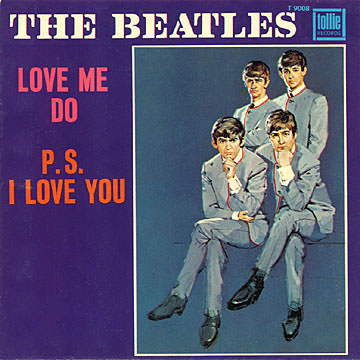 THE BEATLES
T 9008
tollie
RECORDS
LOVE ME
DO
P.S.
I LOVE YOU